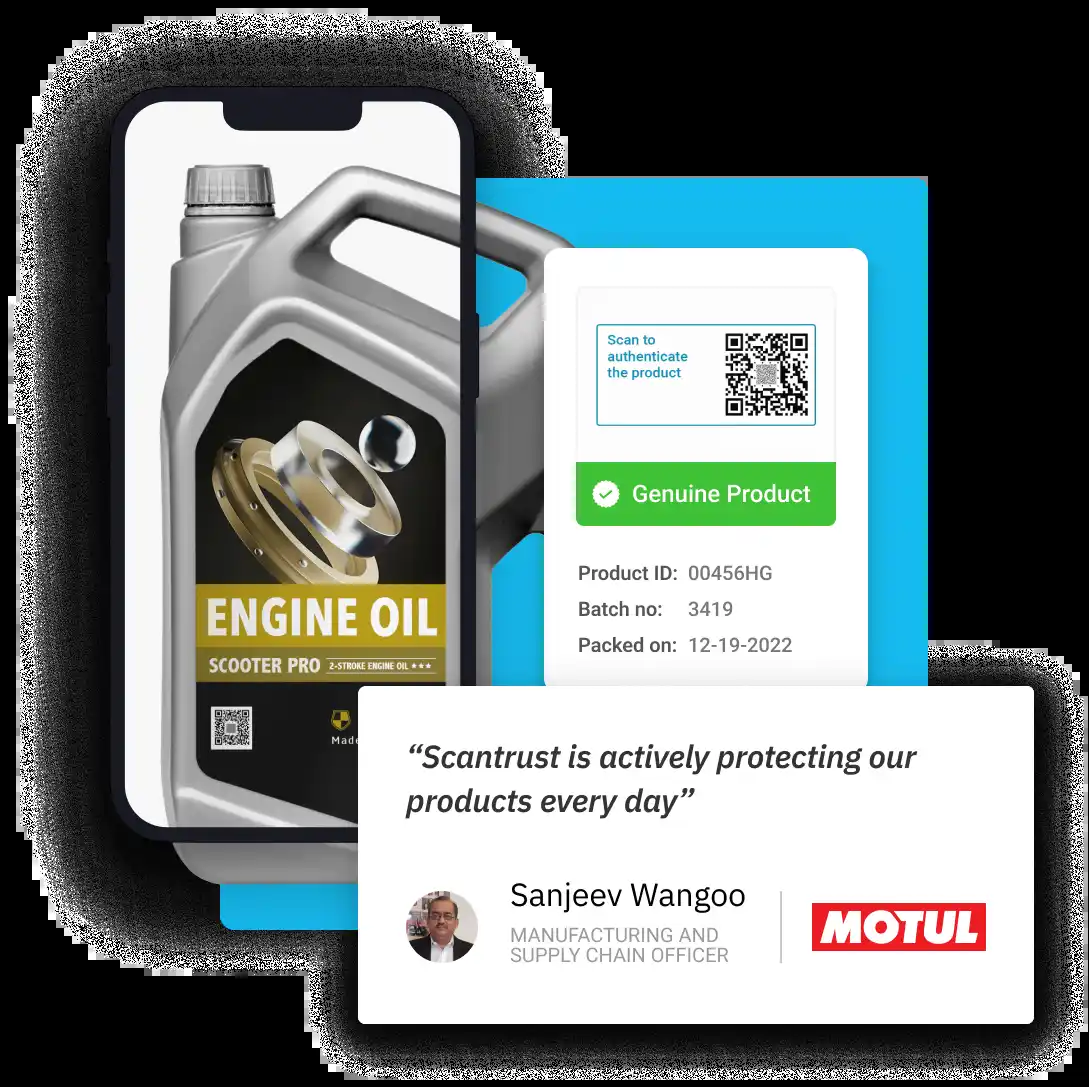 ENGINE OIL
SCOOTER PRO 2-STROKE ENGINE OIL ★★★
Made
Scan to
authenticate
the product
Genuine Product
Product ID: 00456HG
Batch no: 3419
Packed on: 12-19-2022
“Scantrust is actively protecting our
products every day”
Sanjeev Wangoo
MANUFACTURING AND
SUPPLY CHAIN OFFICER
MOTUL